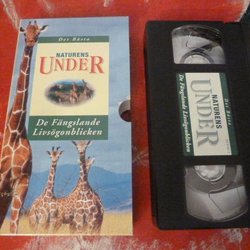 Det Bästa
NATURENS
UNDER
De Fängslande
Livsögonblicken
Det Bästa
NATURENS
UNDER
De Fängslande
Livsögonblicken